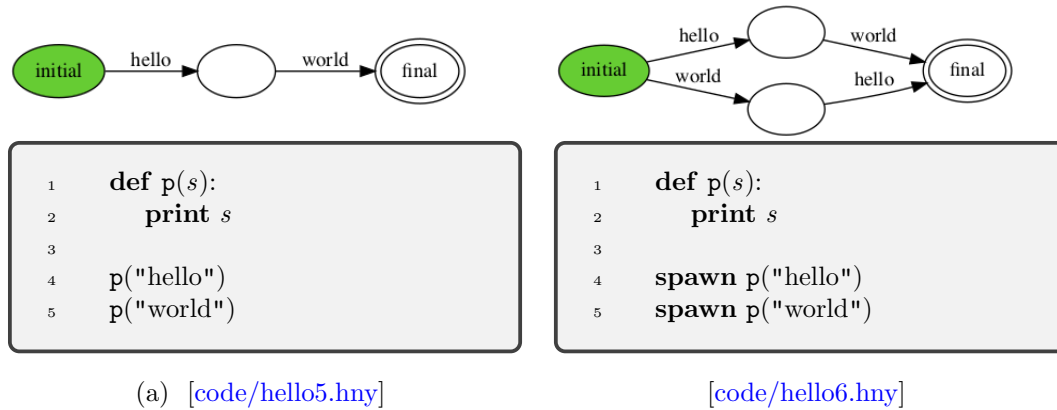 initial hello world final
initial hello world world hello final
1 def p(s):
2 print s
3
4 p("hello")
5 p("world")
(a) [code/hello5.hny]
1 def p(s):
2 print s
3
4 spawn p("hello")
5 spawn p("world")
[code/hello6.hny]